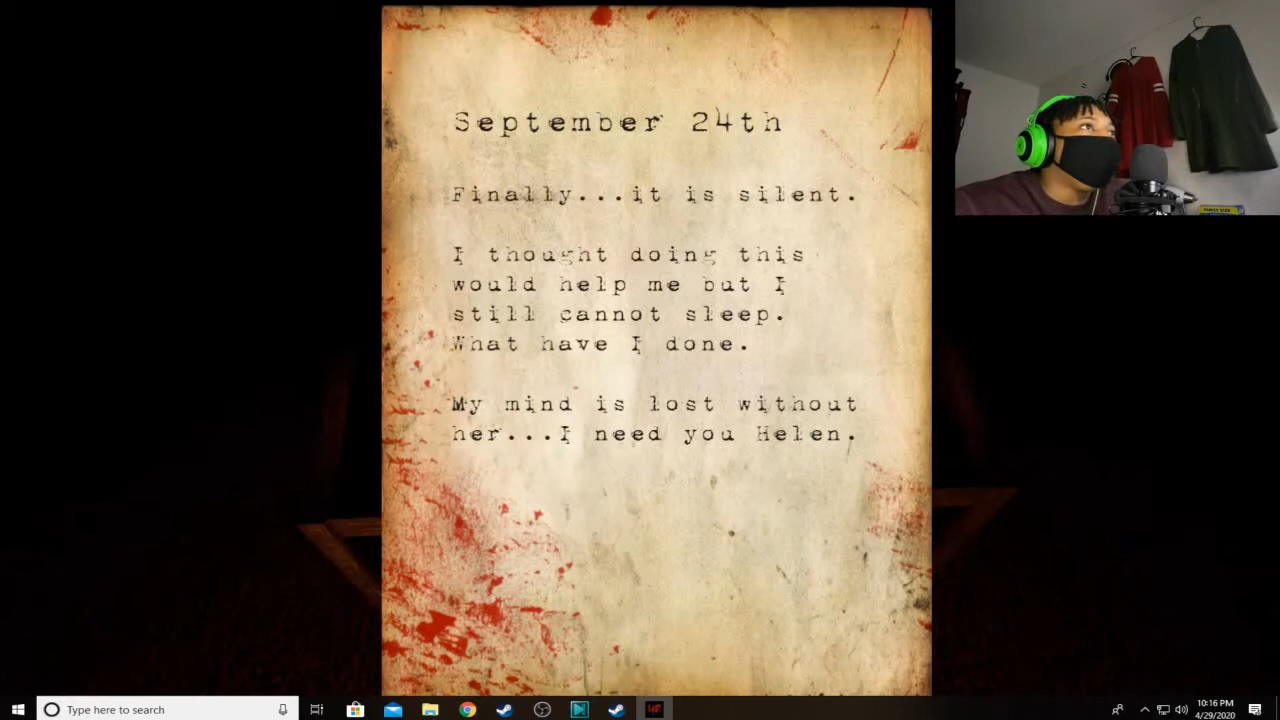 September 24th
Finally...it is silent.
I thought doing this
would help me but I
still cannot sleep.
What have I done.
My mind is lost without
her...I need you Helen.
Type here to search
10:16 PM
4/29/2020